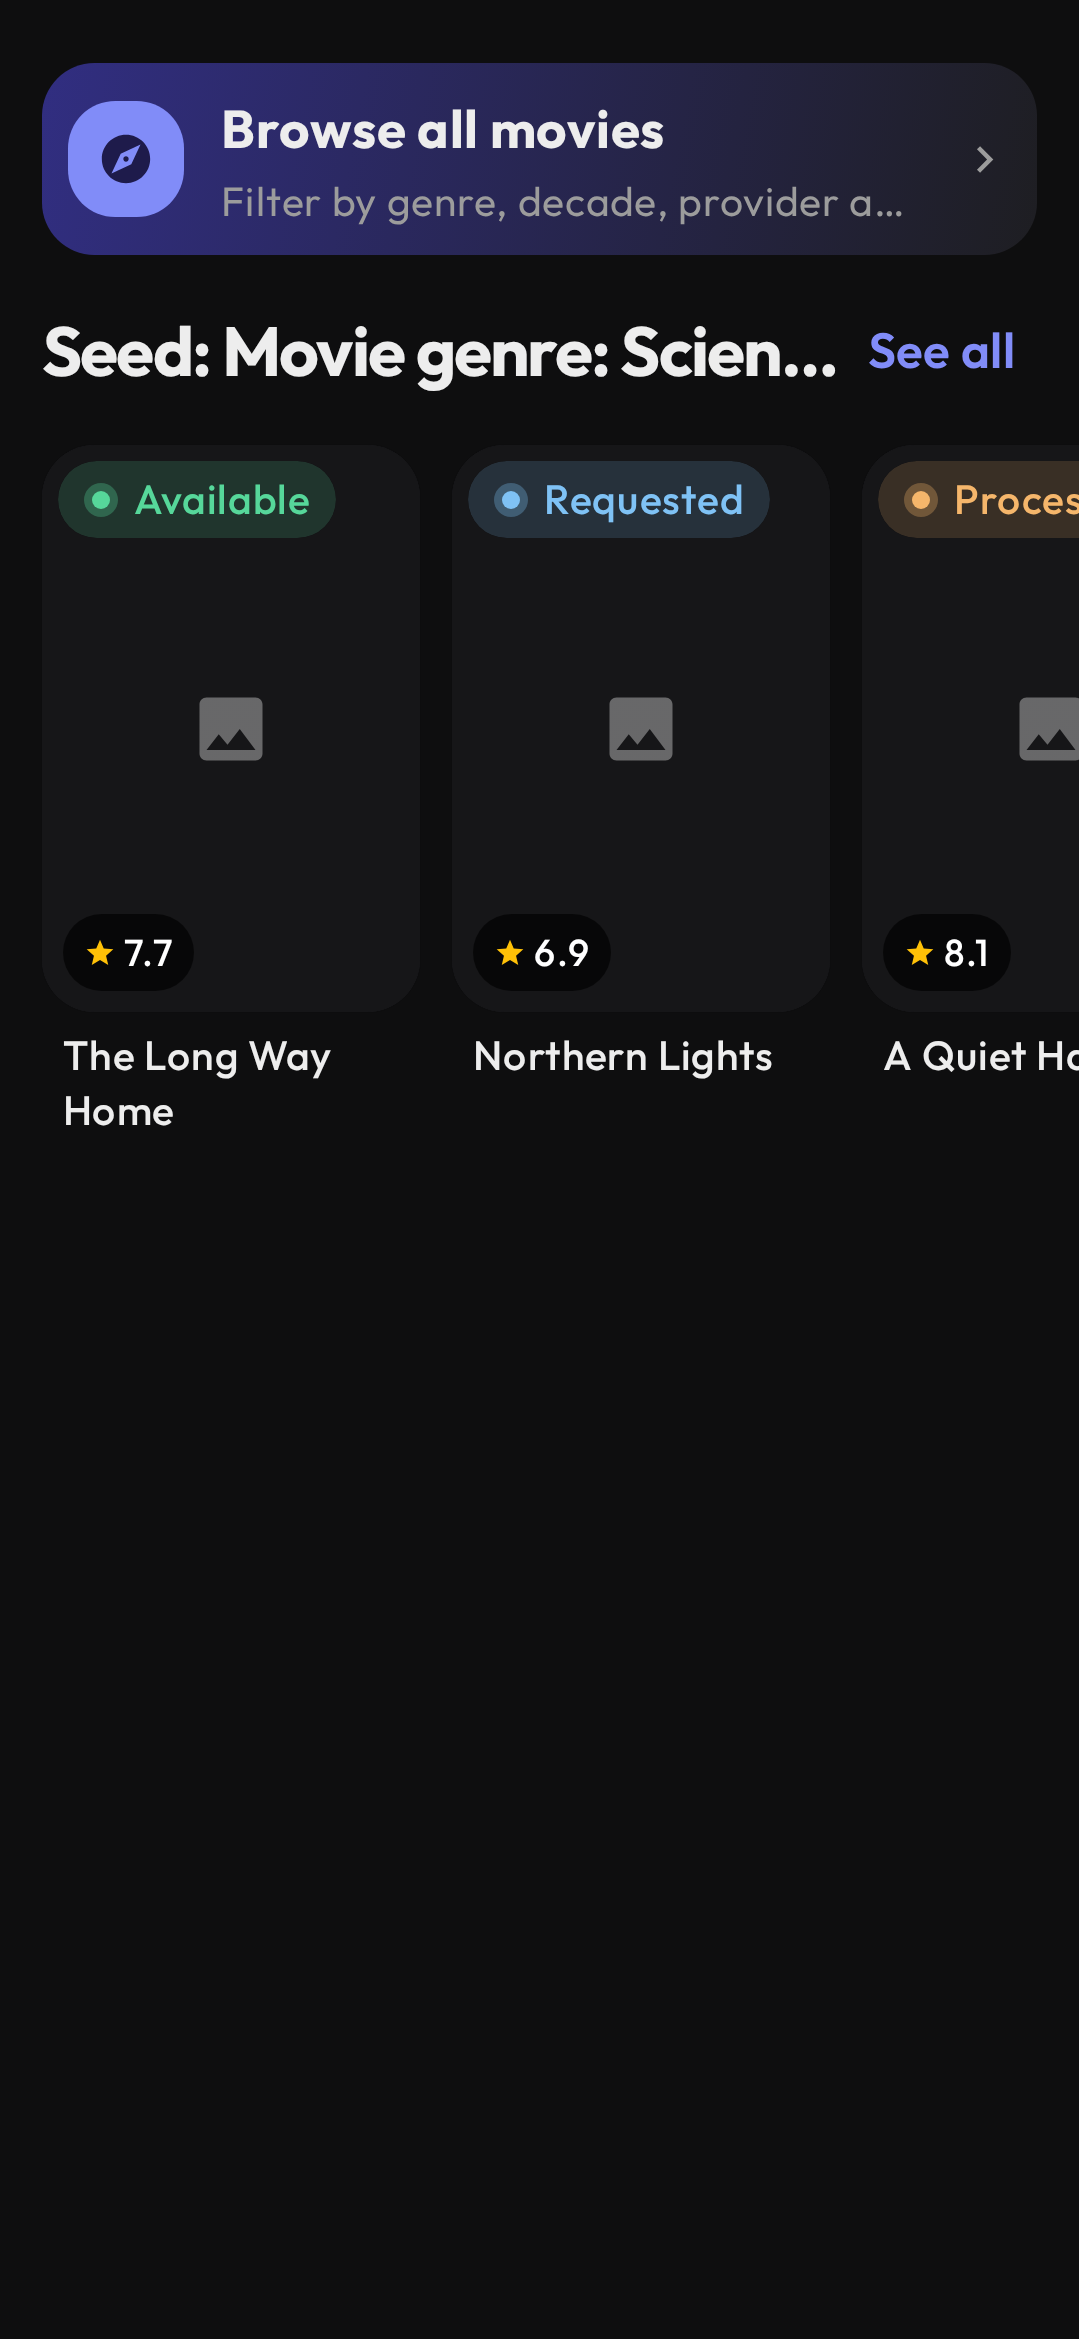 Browse all movies
Filter by genre, decade, provider a...
Seed: Movie genre: Scien...
See all
Available
Requested
Proces
7.7
6.9
8.1
The Long Way
Home
Northern Lights
A Quiet Ho